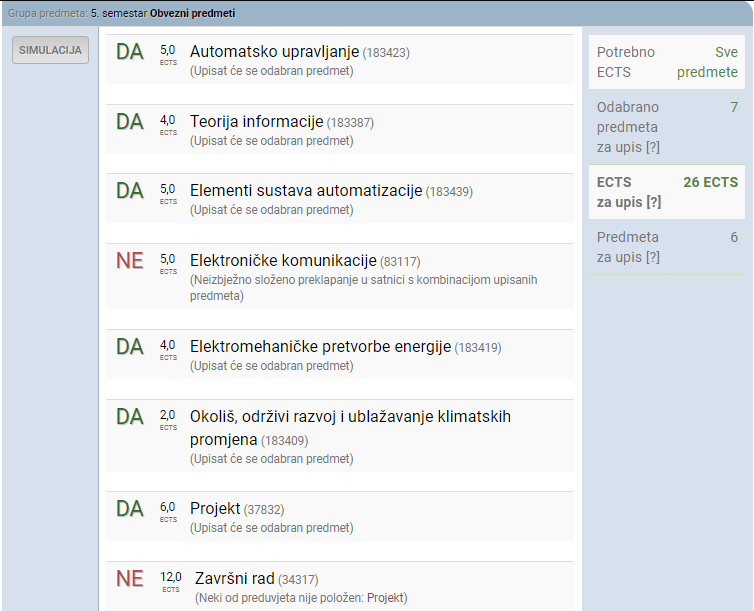 Grupa predmeta: 5. semestar Obvezni predmeti
SIMULACIJA
DA 5,0 ECTS Automatsko upravljanje (183423)
(Upisat će se odabran predmet)
DA 4,0 ECTS Teorija informacije (183387)
(Upisat će se odabran predmet)
DA 5,0 ECTS Elementi sustava automatizacije (183439)
(Upisat će se odabran predmet)
NE 5,0 ECTS Elektroničke komunikacije (83117)
(Neizbježno složeno preklapanje u satnici s kombinacijom upisanih
predmeta)
DA 4,0 ECTS Elektromehaničke pretvorbe energije (183419)
(Upisat će se odabran predmet)
DA 2,0 ECTS Okoliš, održivi razvoj i ublažavanje klimatskih
promjena (183409)
(Upisat će se odabran predmet)
DA 6,0 ECTS Projekt (37832)
(Upisat će se odabran predmet)
NE 12,0 ECTS Završni rad (34317)
(Neki od preduvjeta nije položen: Projekt)
Potrebno Sve
ECTS predmete
Odabrano 7
predmeta
za upis [?]
ECTS 26 ECTS
za upis [?]
Predmeta 6
za upis [?]